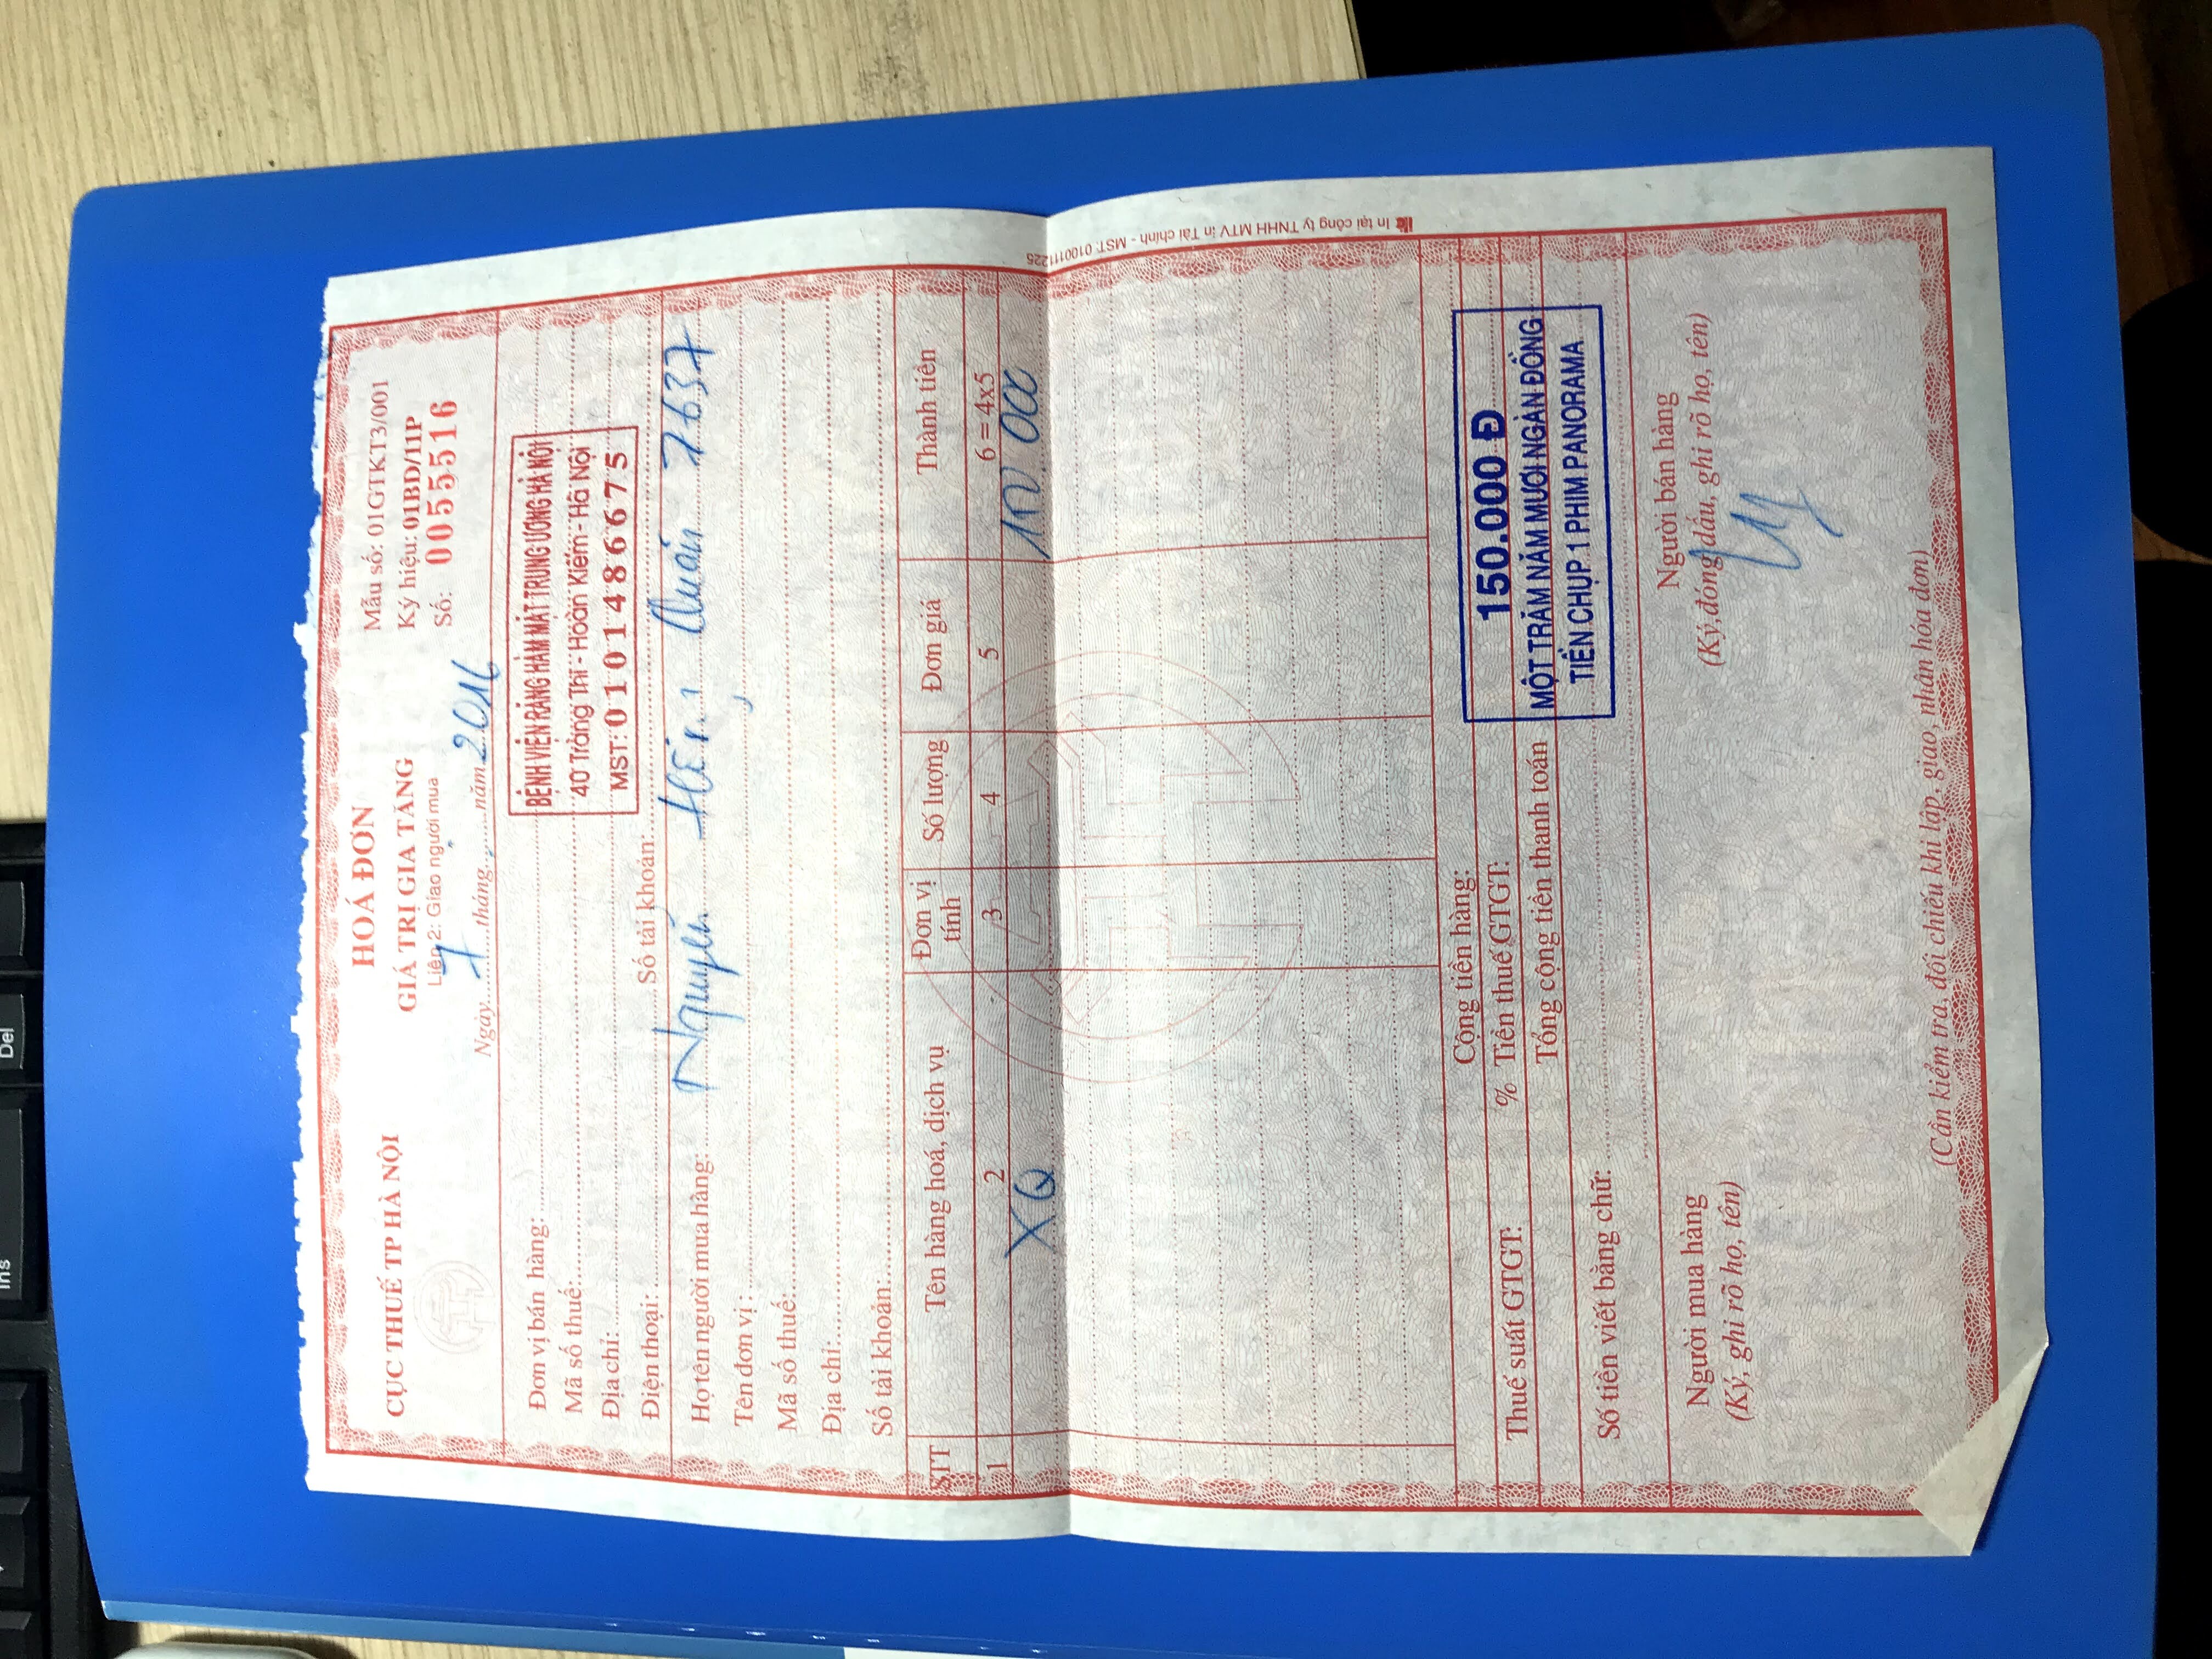 Ins
Del
CỤC THUẾ TP HÀ NỘI
HOÁ ĐƠN
GIÁ TRỊ GIA TĂNG
Liên 2: Giao người mua
Ngày 7 tháng năm 2016
Mẫu số: 01GTKT3/001
Ký hiệu: 01BD/11P
Số: 0055516
Đơn vị bán hàng:
Mã số thuế:
Địa chỉ:
Điện thoại: Số tài khoản:
BỆNH VIỆN RĂNG HÀM MẶT TRUNG ƯƠNG HÀ NỘI
40 Tràng Thi - Hoàn Kiếm - Hà Nội
MST: 0101486675
Họ tên người mua hàng: Nguyễn Quân 7637
Tên đơn vị :
Mã số thuế:
Địa chỉ:
Số tài khoản:
STT Tên hàng hoá, dịch vụ Đơn vị tính Số lượng Đơn giá Thành tiền
1 2 3 4 5 6 = 4x5
XQ 150.000
Cộng tiền hàng:
Thuế suất GTGT: % Tiền thuế GTGT:
Tổng cộng tiền thanh toán
Số tiền viết bằng chữ:
150.000 Đ
MỘT TRĂM NĂM MƯƠI NGÀN ĐỒNG
TIỀN CHỤP 1 PHIM PANORAMA
Người mua hàng
(Ký, ghi rõ họ, tên)
Người bán hàng
(Ký,đóng dấu, ghi rõ họ, tên)
(Cần kiểm tra, đối chiếu khi lập, giao, nhận hóa đơn)
In tại công ty TNHH MTV In Tài chính - MST: 0100111225